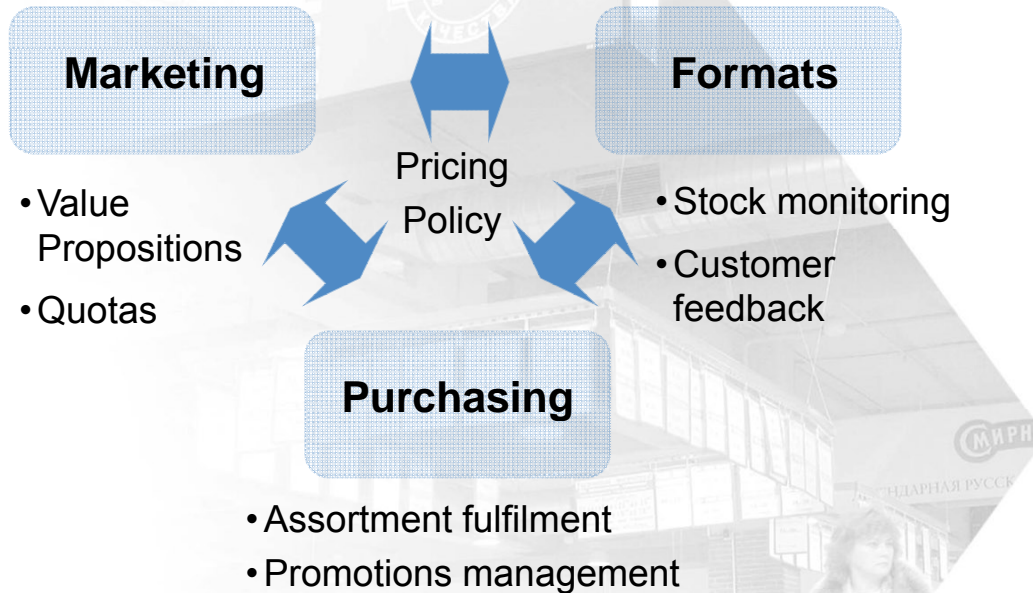 Marketing
Formats
Pricing
Policy
• Value
Propositions
• Quotas
• Stock monitoring
• Customer
feedback
Purchasing
• Assortment fulfilment
• Promotions management